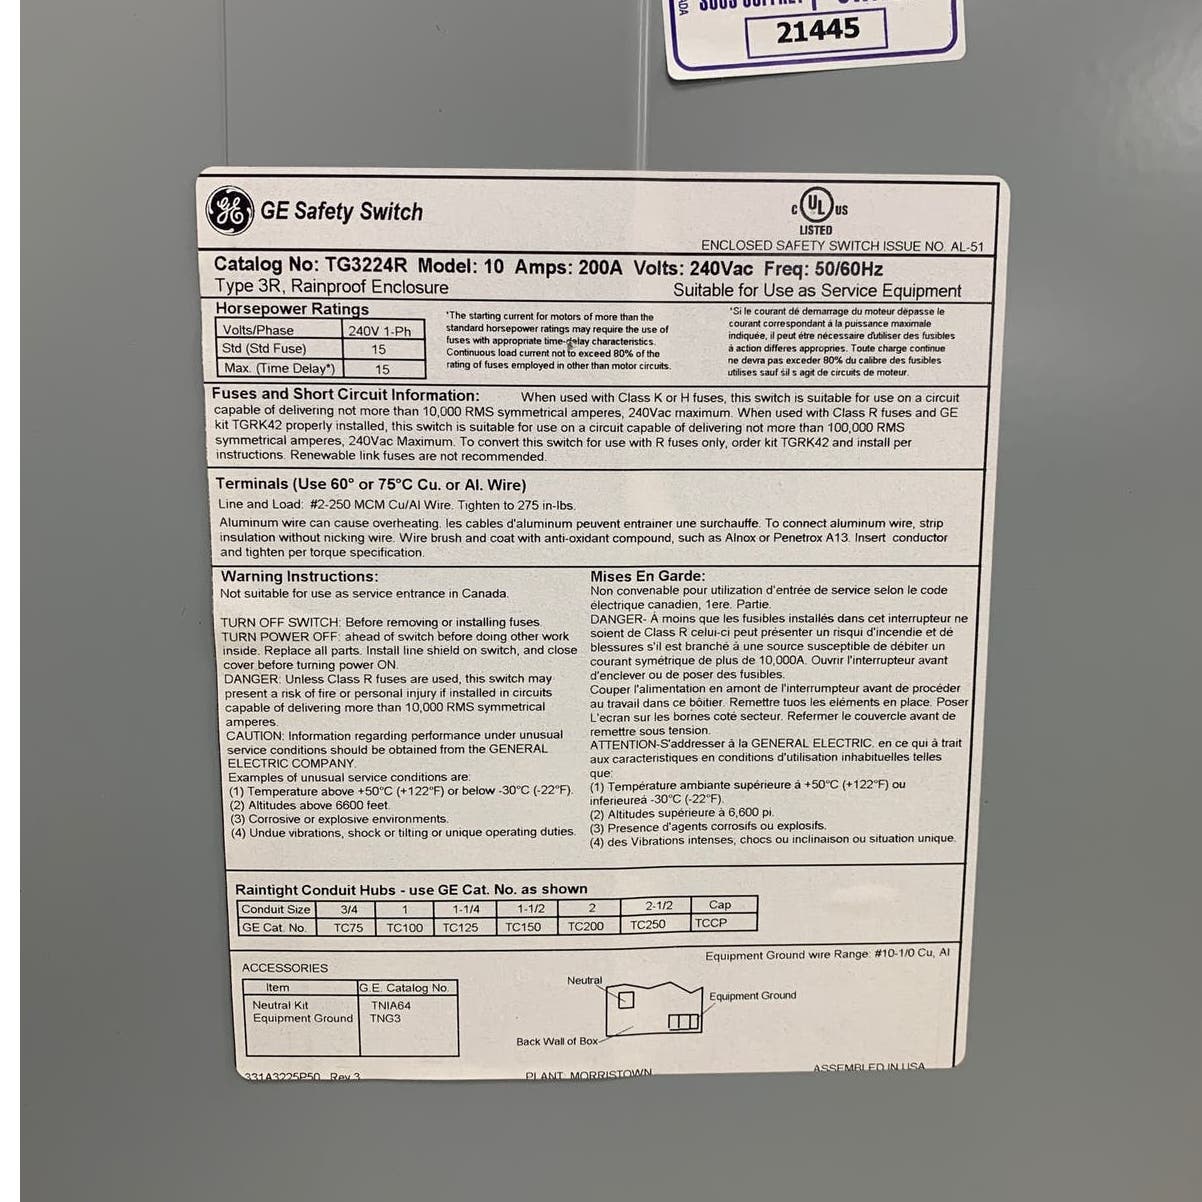 21445
GE GE Safety Switch
C UL US
LISTED
ENCLOSED SAFETY SWITCH ISSUE NO. AL-51
Catalog No: TG3224R Model: 10 Amps: 200A Volts: 240Vac Freq: 50/60Hz
Type 3R, Rainproof Enclosure
Suitable for Use as Service Equipment
Horsepower Ratings
Volts/Phase 240V 1-Ph
Std (Std Fuse) 15
Max. (Time Delay*) 15
*The starting current for motors of more than the
standard horsepower ratings may require the use of
fuses with appropriate time-delay characteristics.
Continuous load current not to exceed 80% of the
rating of fuses employed in other than motor circuits.
*Si le courant dé demarrage du moteur dépasse le
courant correspondant à la puissance maximale
indiquée, il peut étre nécessaire d'utiliser des fusibles
à action differes appropries. Toute charge continue
ne devra pas exceder 80% du calibre des fusibles
utilises sauf síl s agit de circuits de moteur.
Fuses and Short Circuit Information: When used with Class K or H fuses, this switch is suitable for use on a circuit
capable of delivering not more than 10,000 RMS symmetrical amperes, 240Vac maximum. When used with Class R fuses and GE
kit TGRK42 properly installed, this switch is suitable for use on a circuit capable of delivering not more than 100,000 RMS
symmetrical amperes, 240Vac Maximum. To convert this switch for use with R fuses only, order kit TGRK42 and install per
instructions. Renewable link fuses are not recommended.
Terminals (Use 60° or 75°C Cu. or Al. Wire)
Line and Load: #2-250 MCM Cu/Al Wire. Tighten to 275 in-lbs.
Aluminum wire can cause overheating. les cables d'aluminum peuvent entrainer une surchauffe. To connect aluminum wire, strip
insulation without nicking wire. Wire brush and coat with anti-oxidant compound, such as Alnox or Penetrox A13. Insert conductor
and tighten per torque specification.
Warning Instructions:
Not suitable for use as service entrance in Canada.
TURN OFF SWITCH: Before removing or installing fuses.
TURN POWER OFF: ahead of switch before doing other work
inside. Replace all parts. Install line shield on switch, and close
cover before turning power ON.
DANGER: Unless Class R fuses are used, this switch may
present a risk of fire or personal injury if installed in circuits
capable of delivering more than 10,000 RMS symmetrical
amperes.
CAUTION: Information regarding performance under unusual
service conditions should be obtained from the GENERAL
ELECTRIC COMPANY.
Examples of unusual service conditions are:
(1) Temperature above +50°C (+122°F) or below -30°C (-22°F).
(2) Altitudes above 6600 feet.
(3) Corrosive or explosive environments.
(4) Undue vibrations, shock or tilting or unique operating duties.
Mises En Garde:
Non convenable pour utilization d'entrée de service selon le code
électrique canadien, 1ere. Partie.
DANGER- À moins que les fusibles installés dans cet interrupteur ne
soient de Class R celui-ci peut présenter un risqui d'incendie et dé
blessures s'il est branché à une source susceptible de débiter un
courant symétrique de plus de 10,000A. Ouvrir l'interrupteur avant
d'enclever ou de poser des fusibles.
Couper l'alimentation en amont de l'interrumpteur avant de procéder
au travail dans ce bôitier. Remettre tuos les eléments en place. Poser
L'ecran sur les bornes coté secteur. Refermer le couvercle avant de
remettre sous tension.
ATTENTION-S'addresser à la GENERAL ELECTRIC. en ce qui à trait
aux caracteristiques en conditions d'utilisation inhabituelles telles
que:
(1) Température ambiante supérieure á +50°C (+122°F) ou
inferieureá -30°C (-22°F).
(2) Altitudes supérieure à 6,600 pi.
(3) Presence d'agents corrosifs ou explosifs.
(4) des Vibrations intenses, chocs ou inclinaison ou situation unique.
Raintight Conduit Hubs - use GE Cat. No. as shown
Conduit Size 3/4 1 1-1/4 1-1/2 2 2-1/2 Cap
GE Cat. No. TC75 TC100 TC125 TC150 TC200 TC250 TCCP
Equipment Ground wire Range: #10-1/0 Cu, Al
ACCESSORIES
Item G.E. Catalog No.
Neutral Kit TNIA64
Equipment Ground TNG3
Neutral
Equipment Ground
Back Wall of Box
331A3225P50 Rev 3
PLANT MORRISTOWN
ASSEMBLED IN USA